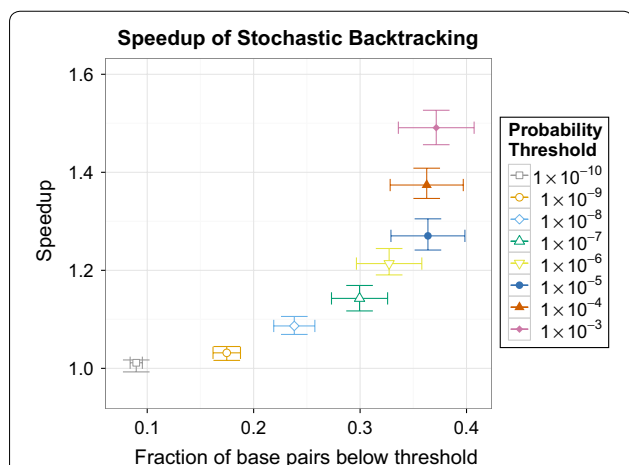 Speedup of Stochastic Backtracking
1.6
1.4
1.2
1.0
Speedup
0.1 0.2 0.3 0.4
Fraction of base pairs below threshold
Probability
Threshold
1 × 10⁻¹⁰
1 × 10⁻⁹
1 × 10⁻⁸
1 × 10⁻⁷
1 × 10⁻⁶
1 × 10⁻⁵
1 × 10⁻⁴
1 × 10⁻³